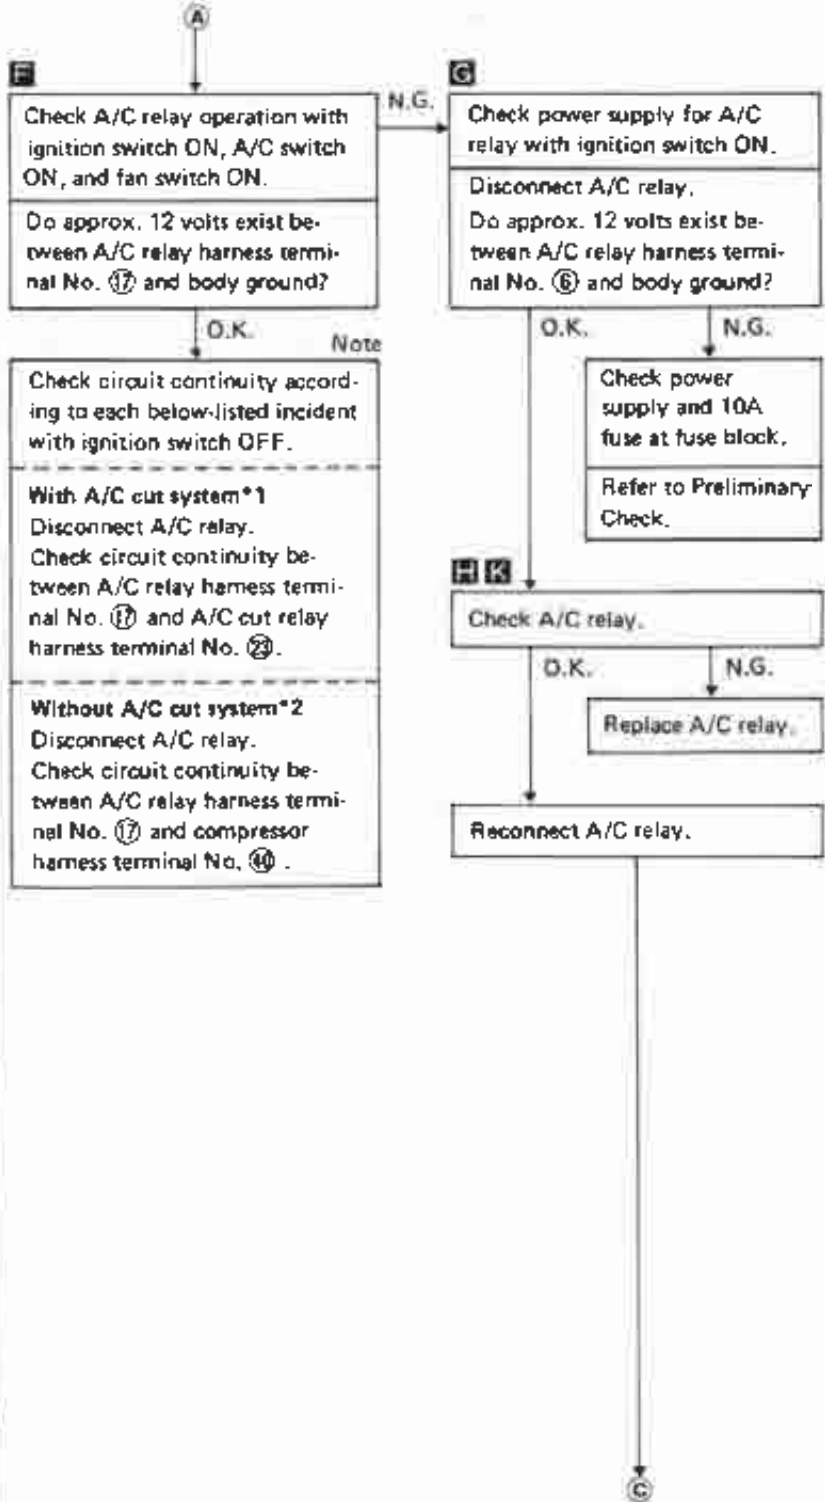 A
F
Check A/C relay operation with
ignition switch ON, A/C switch
ON, and fan switch ON.
Do approx. 12 volts exist be-
tween A/C relay harness termi-
nal No. ⑰ and body ground?
N.G.
O.K.
Note
Check circuit continuity accord-
ing to each below-listed incident
with ignition switch OFF.
With A/C cut system*1
Disconnect A/C relay.
Check circuit continuity be-
tween A/C relay harness termi-
nal No. ⑰ and A/C cut relay
harness terminal No. ㉓.
Without A/C cut system*2
Disconnect A/C relay.
Check circuit continuity be-
tween A/C relay harness termi-
nal No. ⑰ and compressor
harness terminal No. ㊵.
G
Check power supply for A/C
relay with ignition switch ON.
Disconnect A/C relay.
Do approx. 12 volts exist be-
tween A/C relay harness termi-
nal No. ⑥ and body ground?
O.K.
N.G.
Check power
supply and 10A
fuse at fuse block.
Refer to Preliminary
Check.
H K
Check A/C relay.
O.K.
N.G.
Replace A/C relay.
Reconnect A/C relay.
C